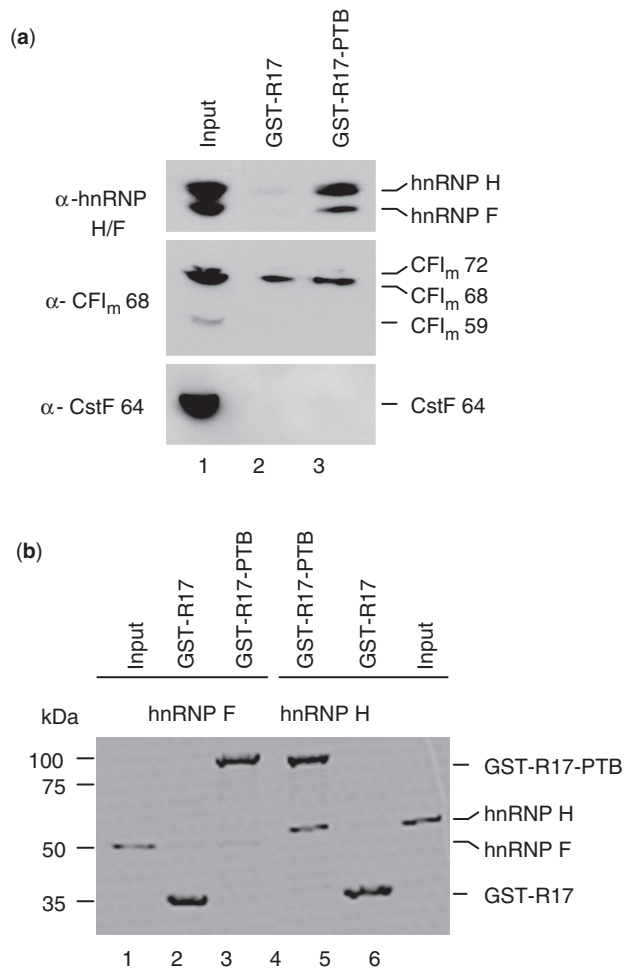 (a)
Input
GST-R17
GST-R17-PTB
α-hnRNP
H/F
hnRNP H
hnRNP F
α- CFIm 68
CFIm 72
CFIm 68
CFIm 59
α- CstF 64
CstF 64
1 2 3
(b)
Input
GST-R17
GST-R17-PTB
GST-R17-PTB
GST-R17
Input
kDa
hnRNP F
hnRNP H
100
75
50
35
GST-R17-PTB
hnRNP H
hnRNP F
GST-R17
1 2 3 4 5 6